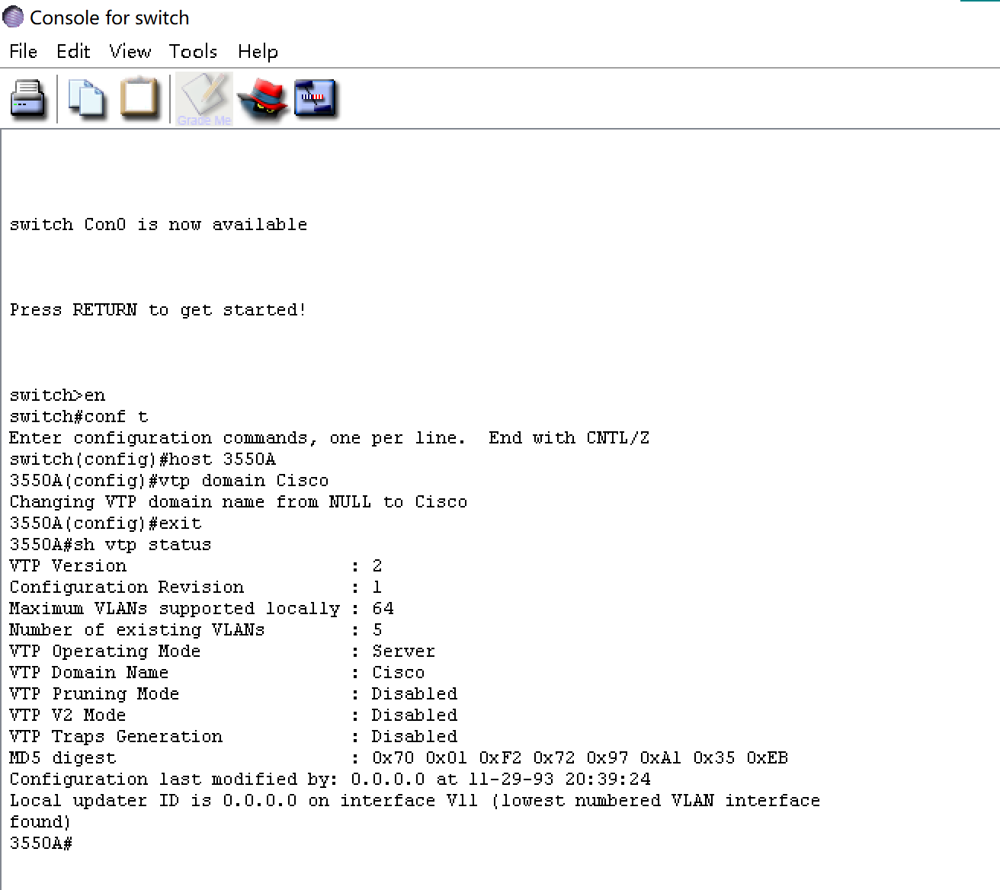 Console for switch
File Edit View Tools Help
Grade Me
switch Con0 is now available
Press RETURN to get started!
switch>en
switch#conf t
Enter configuration commands, one per line.  End with CNTL/Z
switch(config)#host 3550A
3550A(config)#vtp domain Cisco
Changing VTP domain name from NULL to Cisco
3550A(config)#exit
3550A#sh vtp status
VTP Version                     : 2
Configuration Revision          : 1
Maximum VLANs supported locally : 64
Number of existing VLANs        : 5
VTP Operating Mode              : Server
VTP Domain Name                 : Cisco
VTP Pruning Mode                : Disabled
VTP V2 Mode                     : Disabled
VTP Traps Generation            : Disabled
MD5 digest                      : 0x70 0x01 0xF2 0x72 0x97 0xA1 0x35 0xEB
Configuration last modified by: 0.0.0.0 at 11-29-93 20:39:24
Local updater ID is 0.0.0.0 on interface Vl1 (lowest numbered VLAN interface
found)
3550A#